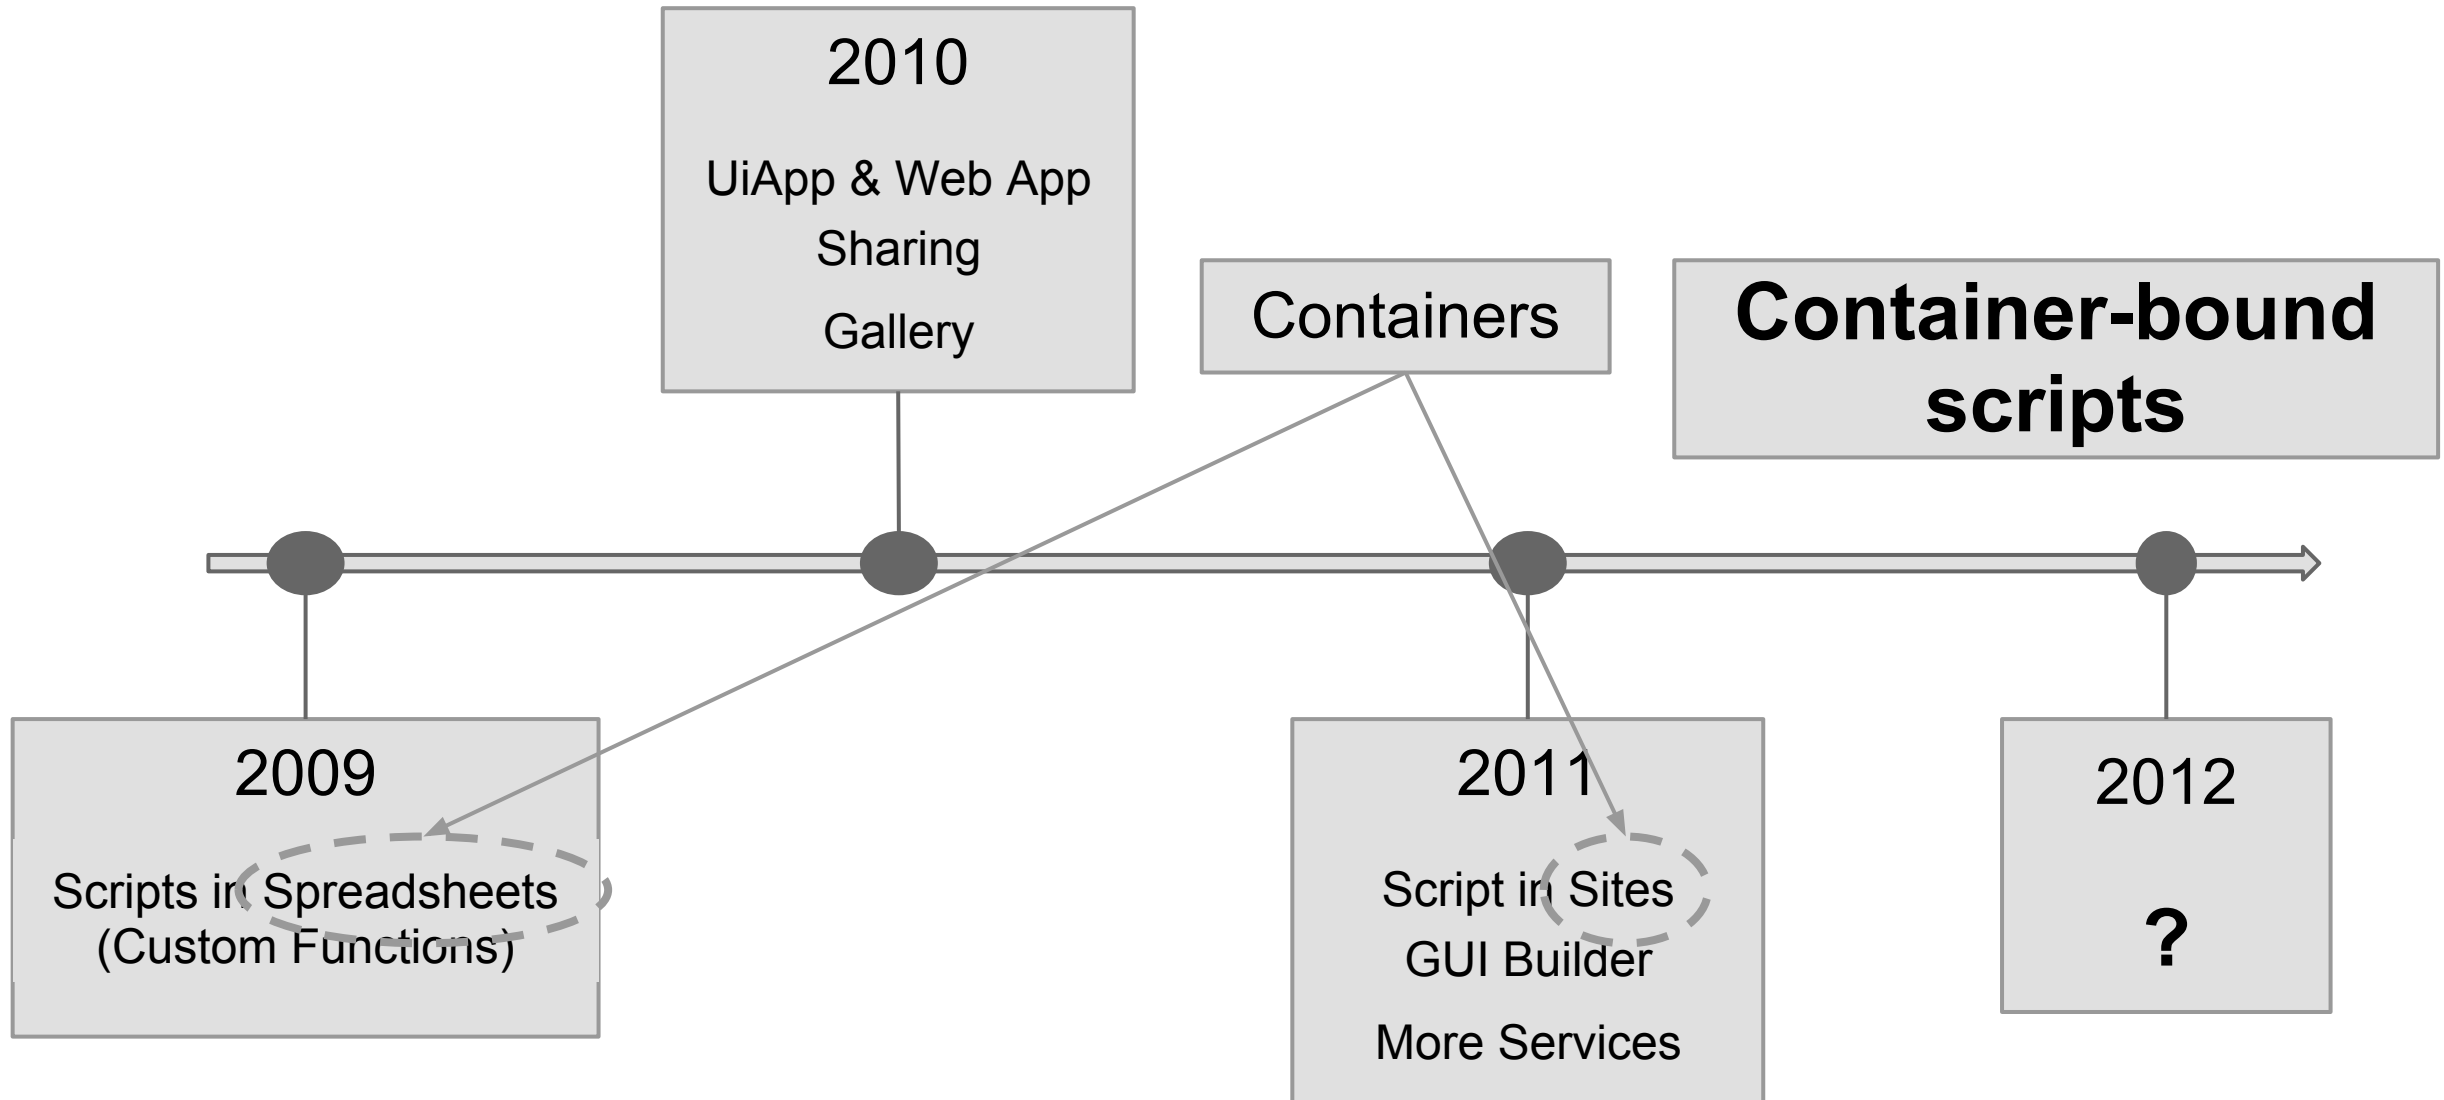 2010
UiApp & Web App
Sharing
Gallery
Containers
Container-bound
scripts
2009
Scripts in Spreadsheets
(Custom Functions)
2011
Script in Sites
GUI Builder
More Services
2012
?